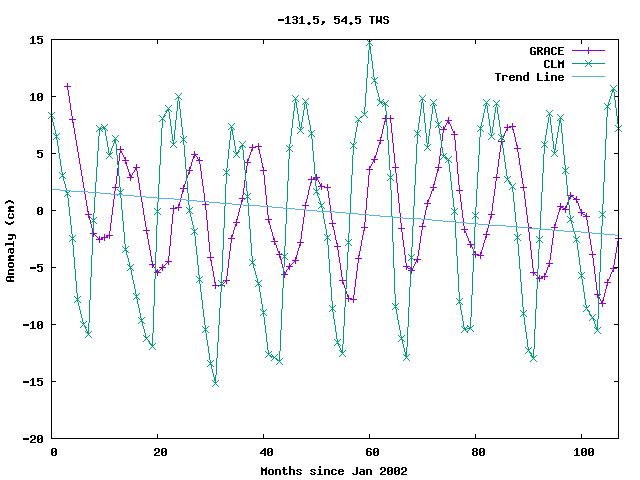 -131.5, 54.5 TWS
GRACE
CLM
Trend Line
15
10
5
0
-5
-10
-15
-20
Anomaly (cm)
0 20 40 60 80 100
Months since Jan 2002